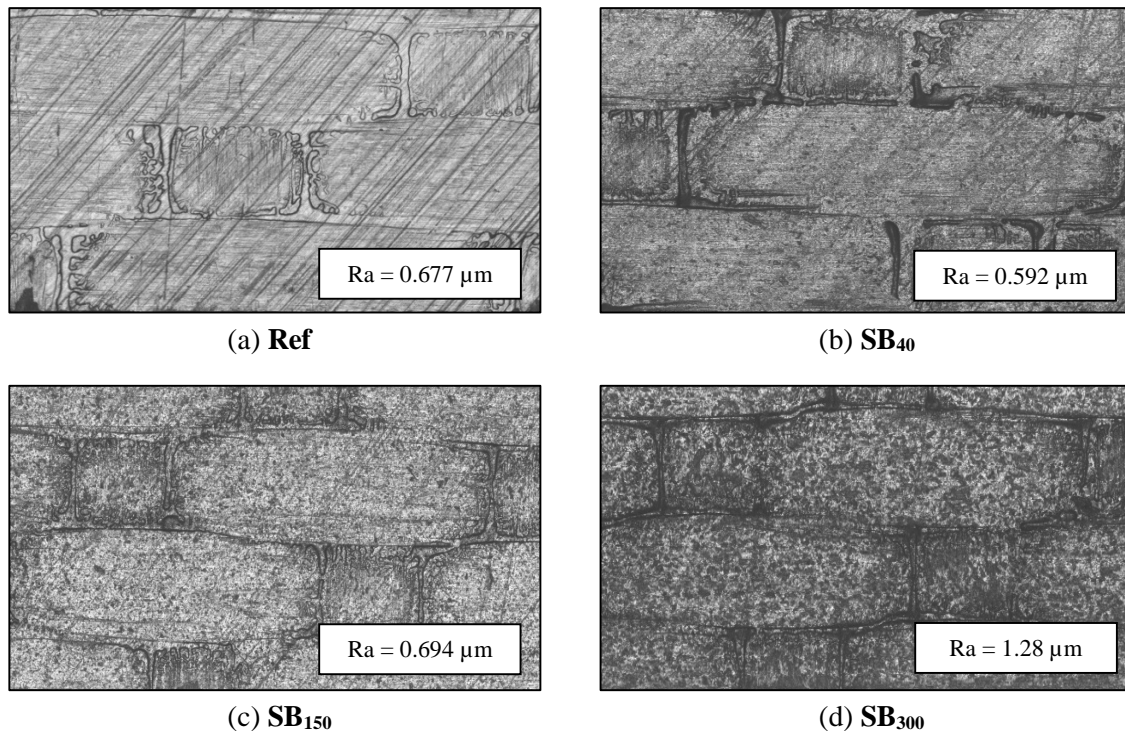 Ra = 0.677 µm
Ra = 0.592 µm
(a) Ref
(b) SB40
Ra = 0.694 µm
Ra = 1.28 µm
(c) SB150
(d) SB300